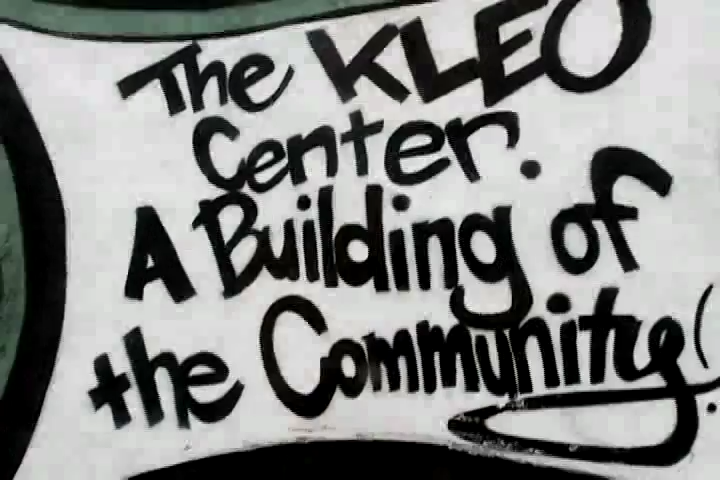 The KLEO
Center.
A Building of
the Community!